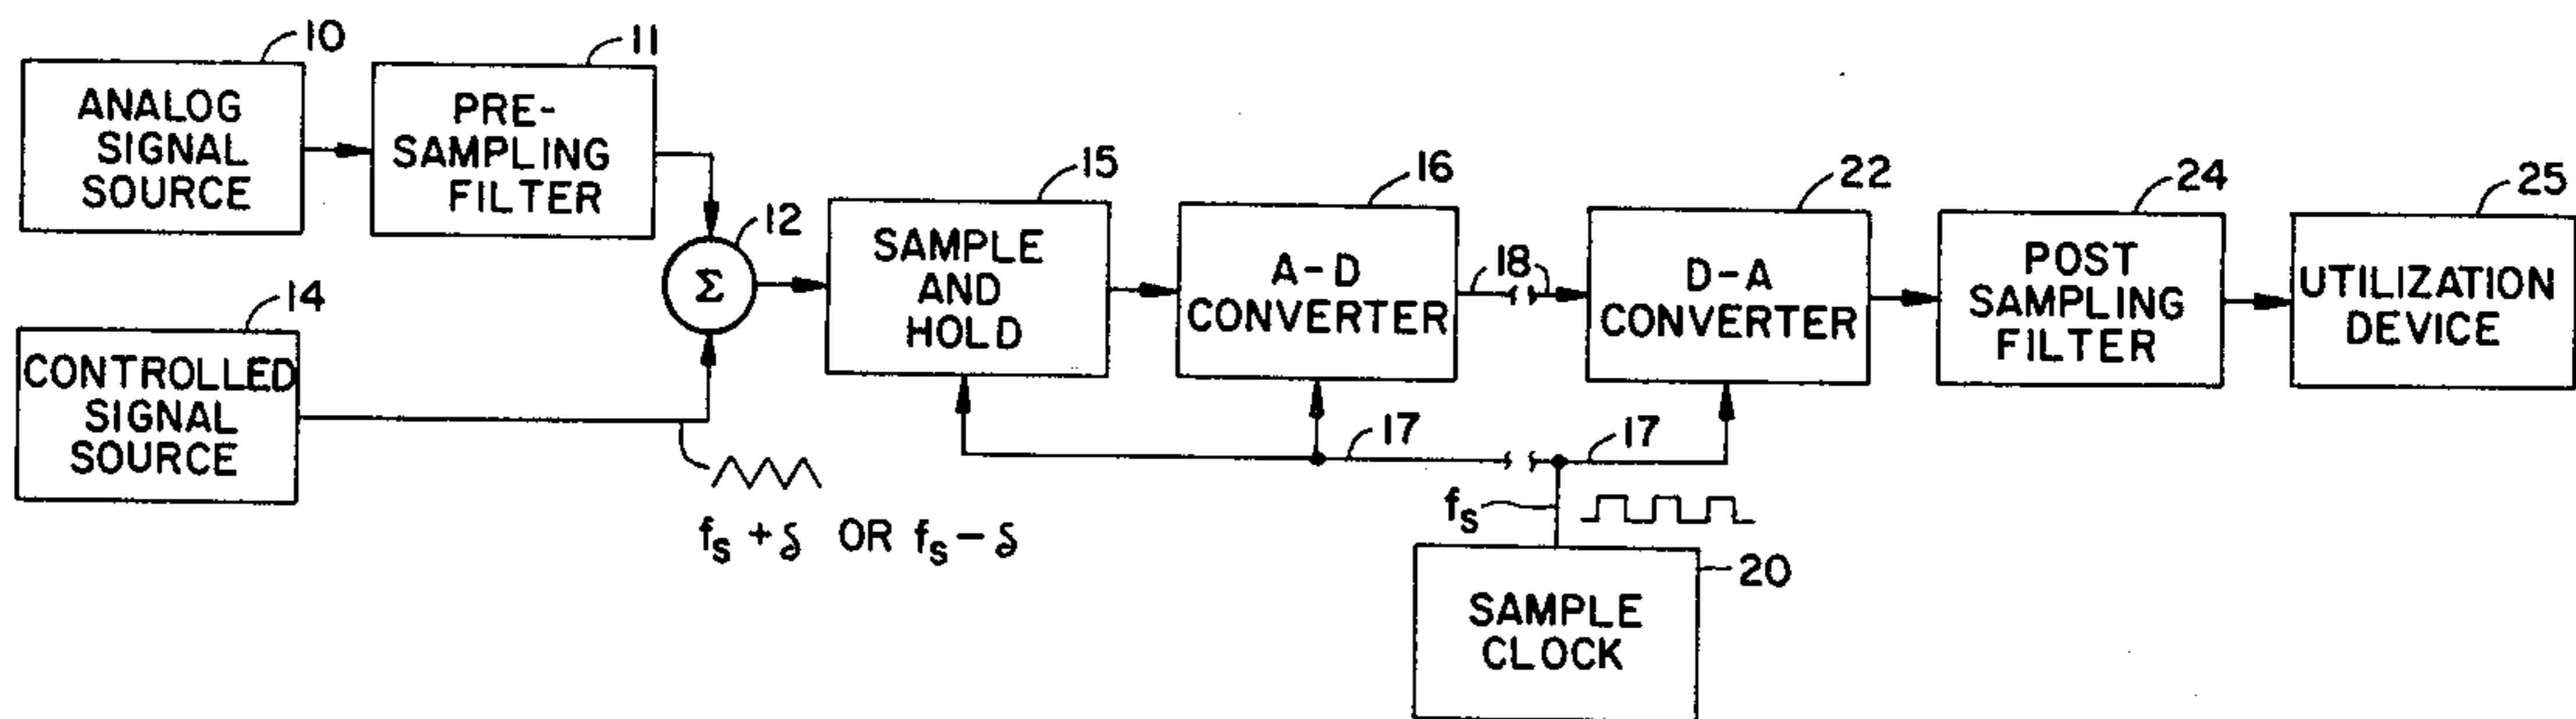 10
ANALOG
SIGNAL
SOURCE
11
PRE-
SAMPLING
FILTER
12
Σ
14
CONTROLLED
SIGNAL
SOURCE
fs + δ OR fs - δ
15
SAMPLE
AND
HOLD
16
A-D
CONVERTER
18
17
17
22
D-A
CONVERTER
24
POST
SAMPLING
FILTER
25
UTILIZATION
DEVICE
fs
20
SAMPLE
CLOCK